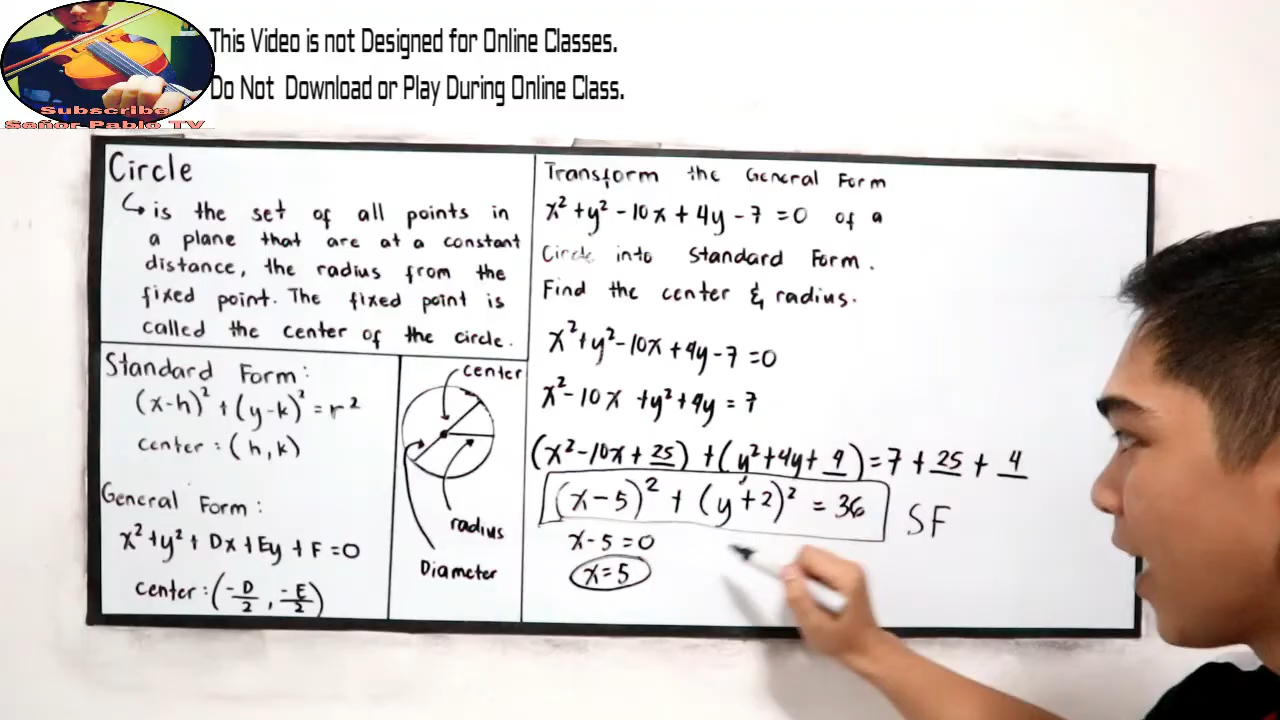 This Video is not Designed for Online Classes.
Do Not Download or Play During Online Class.
Subscribe
Señor Pablo TV
Circle
↳ is the set of all points in
a plane that are at a constant
distance, the radius from the
fixed point. The fixed point is
called the center of the circle.
Standard Form:
(x-h)² + (y-k)² = r²
center: (h, k)
General Form:
x² + y² + Dx + Ey + F = 0
center: (-D/2, -E/2)
center
radius
Diameter
Transform the General Form
x² + y² - 10x + 4y - 7 = 0 of a
Circle into Standard Form.
Find the center & radius.
x² + y² - 10x + 4y - 7 = 0
x² - 10x + y² + 4y = 7
(x² - 10x + 25) + (y² + 4y + 4) = 7 + 25 + 4
(x - 5)² + (y + 2)² = 36 SF
x - 5 = 0
x = 5